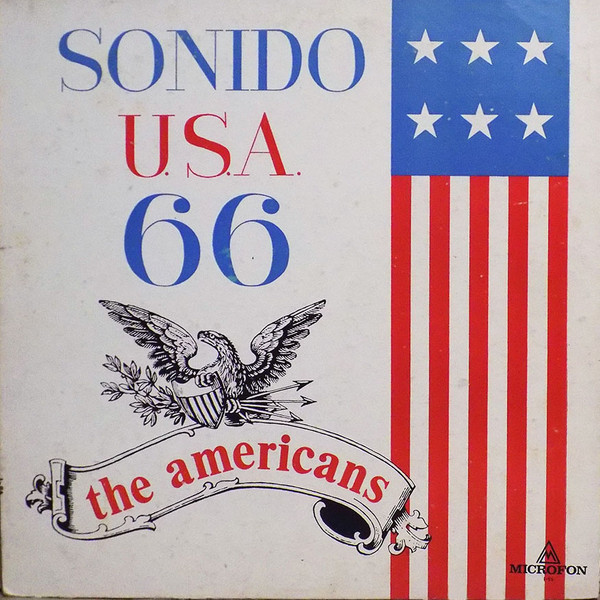 SONIDO
U.S.A.
66
the americans
MICROFON